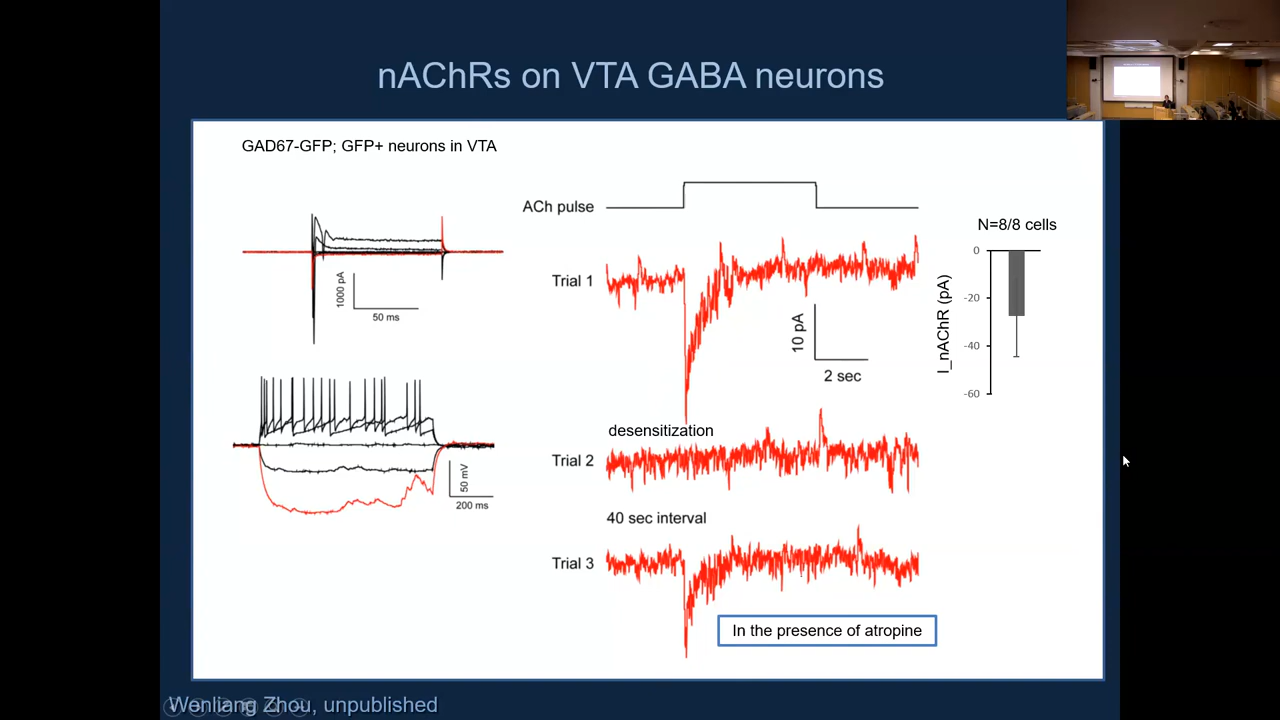 nAChRs on VTA GABA neurons
GAD67-GFP; GFP+ neurons in VTA
1000 pA
50 ms
50 mV
200 ms
ACh pulse
Trial 1
10 pA
2 sec
desensitization
Trial 2
40 sec interval
Trial 3
In the presence of atropine
N=8/8 cells
I_nAChR (pA)
0
-20
-40
-60
Wenliang Zhou, unpublished